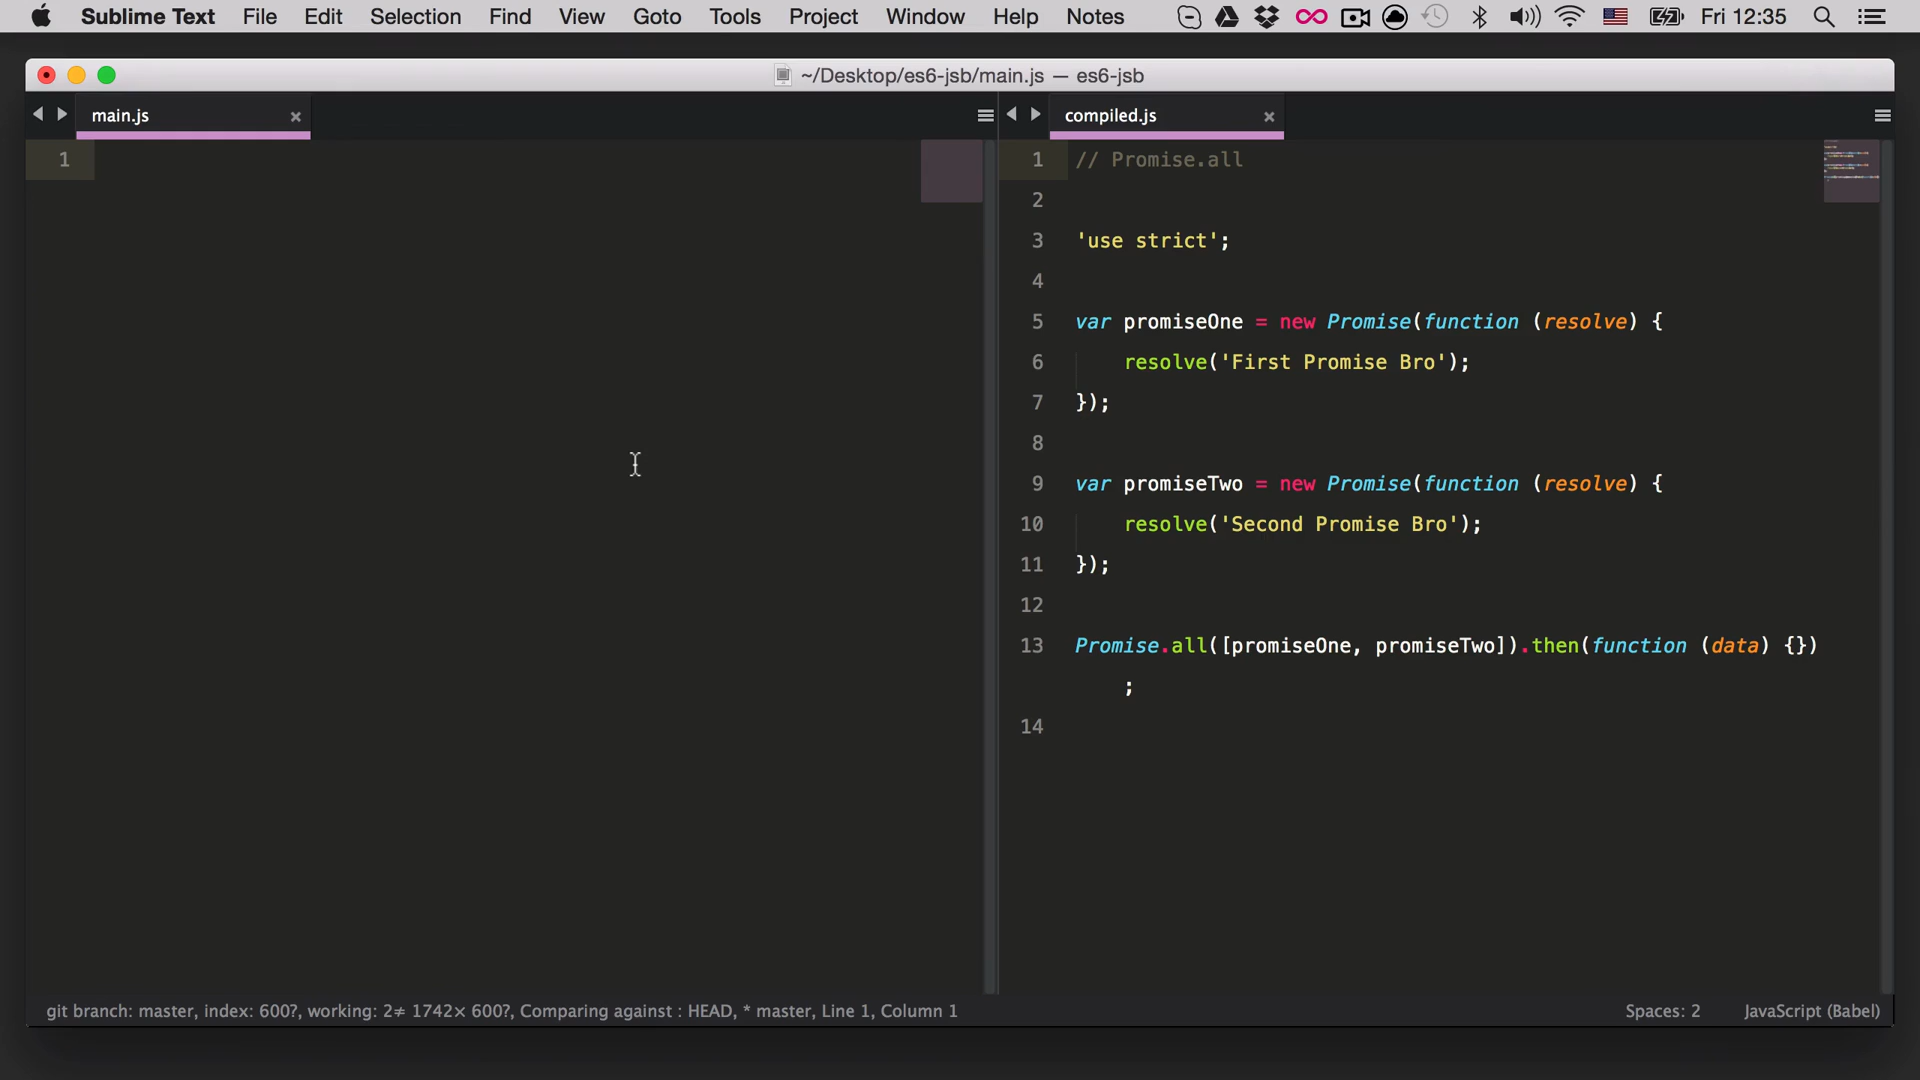 Sublime Text File Edit Selection Find View Goto Tools Project Window Help Notes Fri 12:35
~/Desktop/es6-jsb/main.js — es6-jsb
main.js
compiled.js
1
1 // Promise.all
2
3 'use strict';
4
5 var promiseOne = new Promise(function (resolve) {
6 resolve('First Promise Bro');
7 });
8
9 var promiseTwo = new Promise(function (resolve) {
10 resolve('Second Promise Bro');
11 });
12
13 Promise.all([promiseOne, promiseTwo]).then(function (data) {})
;
14
git branch: master, index: 600?, working: 2≠ 1742× 600?, Comparing against : HEAD, * master, Line 1, Column 1
Spaces: 2 JavaScript (Babel)